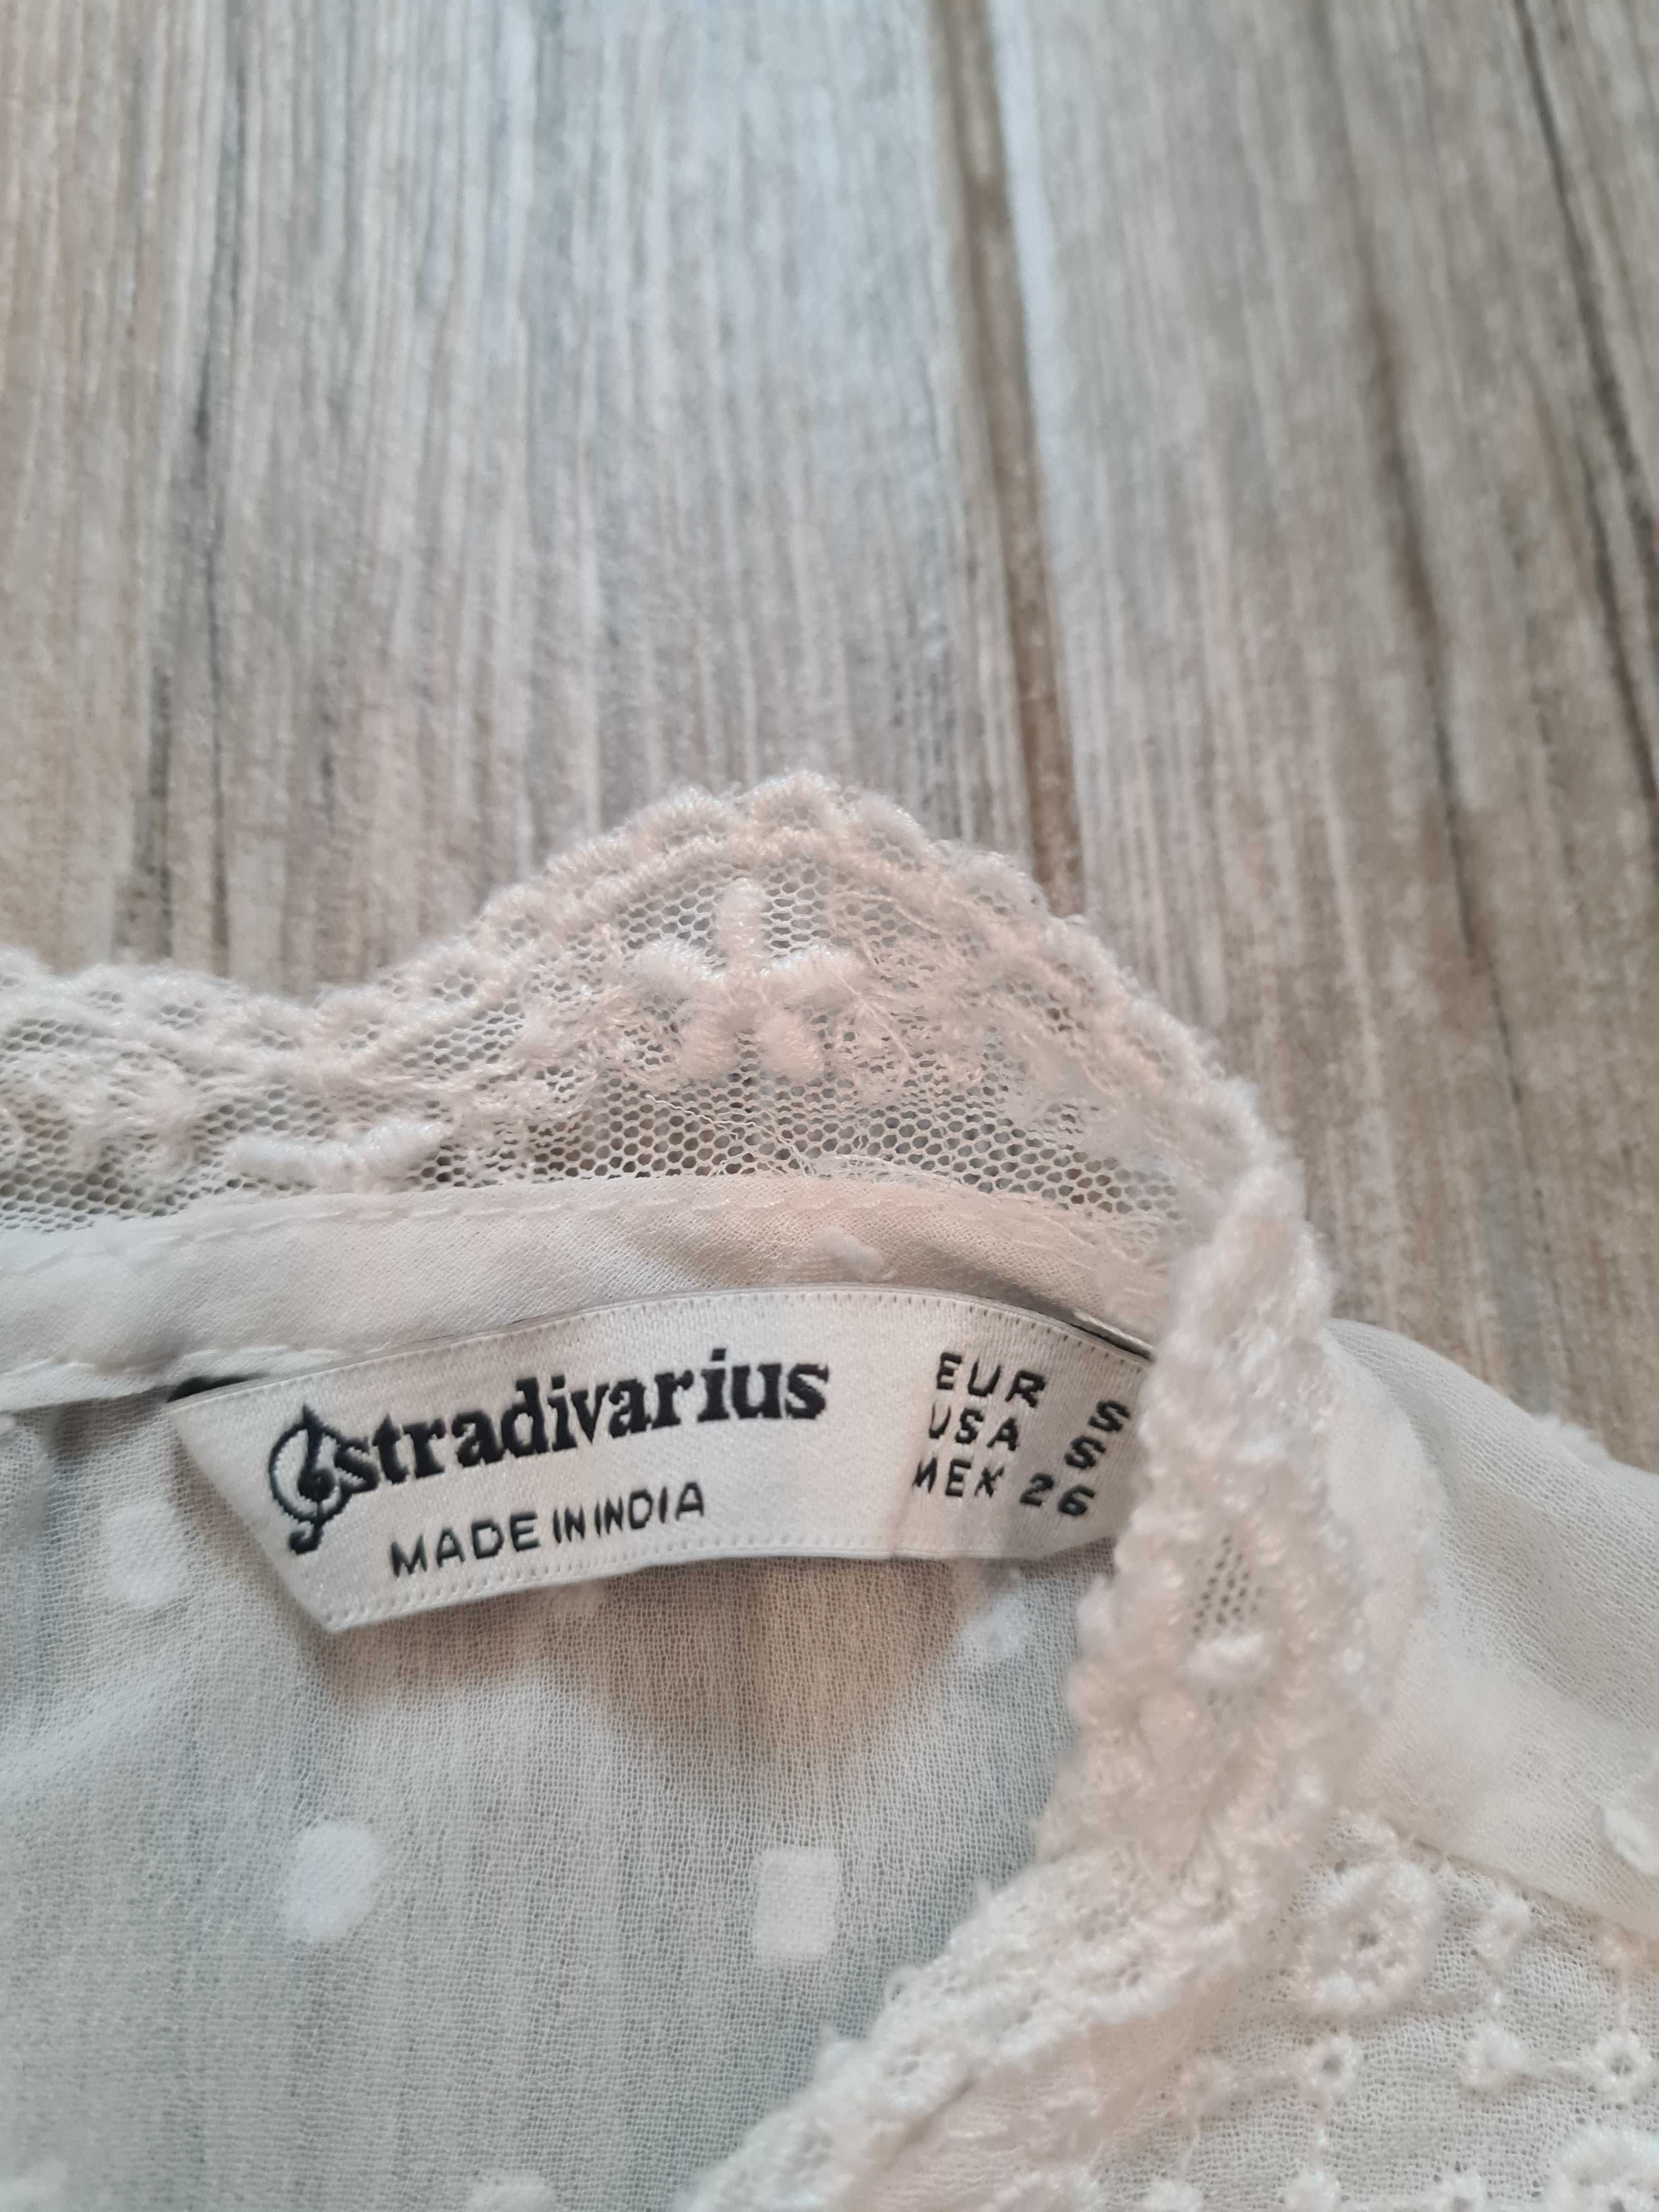 stradivarius
MADE IN INDIA
EUR S
USA S
MEX 26